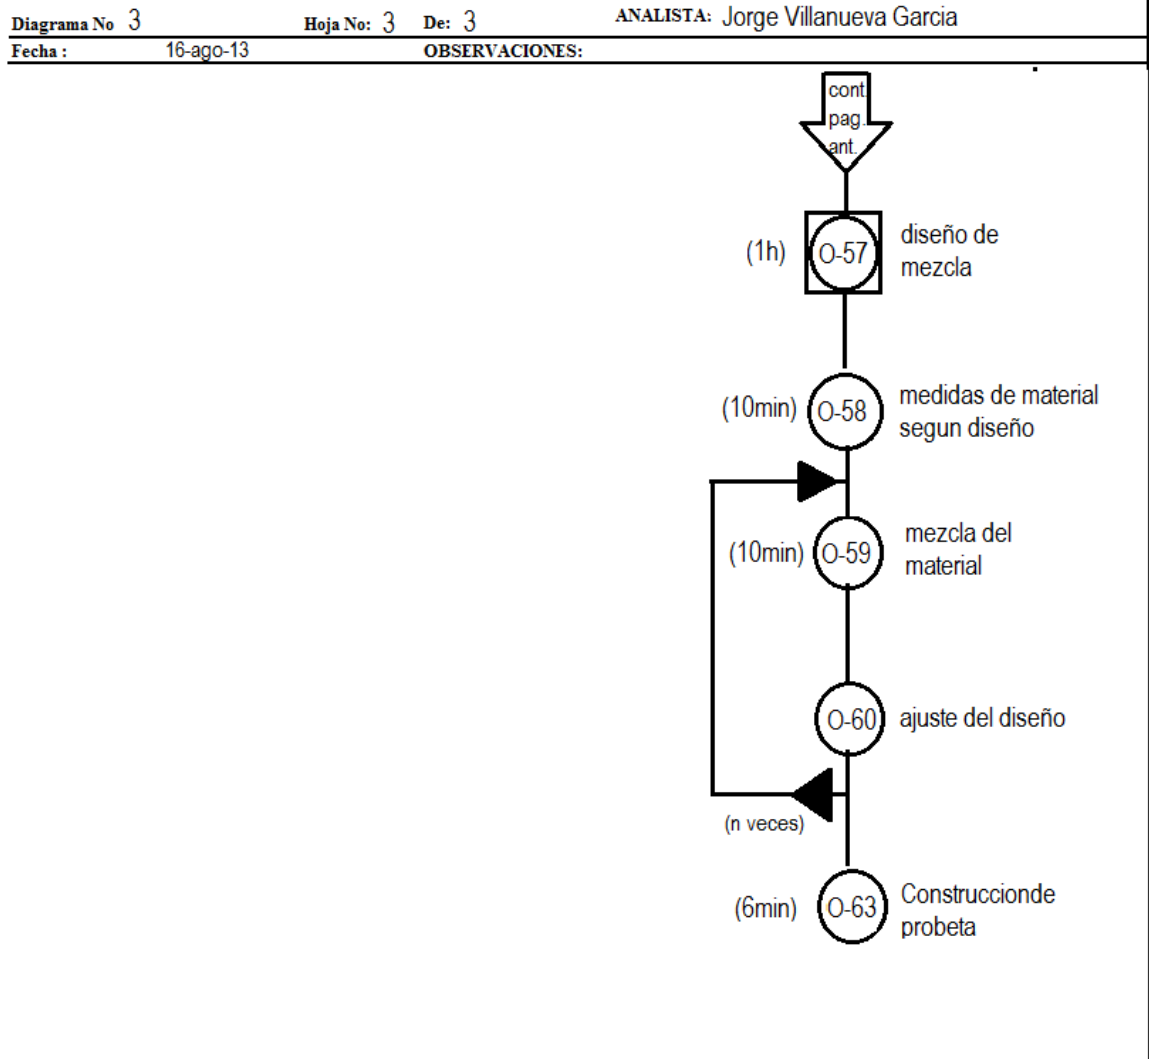 Diagrama No 3 Hoja No: 3 De: 3 ANALISTA: Jorge Villanueva Garcia
Fecha : 16-ago-13 OBSERVACIONES:
cont.
pag.
ant.
(1h) O-57 diseño de
mezcla
(10min) O-58 medidas de material
segun diseño
(10min) O-59 mezcla del
material
O-60 ajuste del diseño
(n veces)
(6min) O-63 Construccionde
probeta